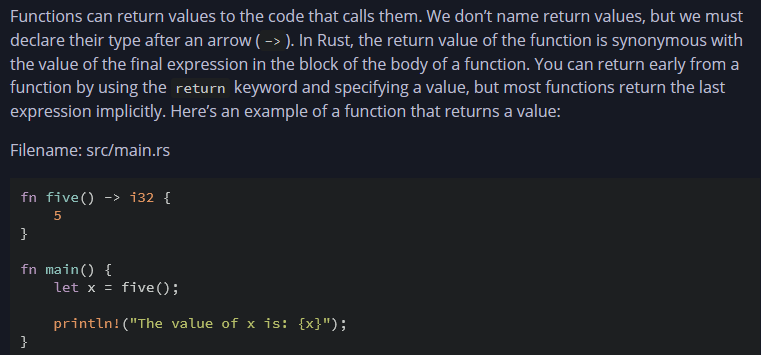 Functions can return values to the code that calls them. We don’t name return values, but we must
declare their type after an arrow ( -> ). In Rust, the return value of the function is synonymous with
the value of the final expression in the block of the body of a function. You can return early from a
function by using the return keyword and specifying a value, but most functions return the last
expression implicitly. Here’s an example of a function that returns a value:
Filename: src/main.rs
fn five() -> i32 {
    5
}
fn main() {
    let x = five();
    println!("The value of x is: {x}");
}